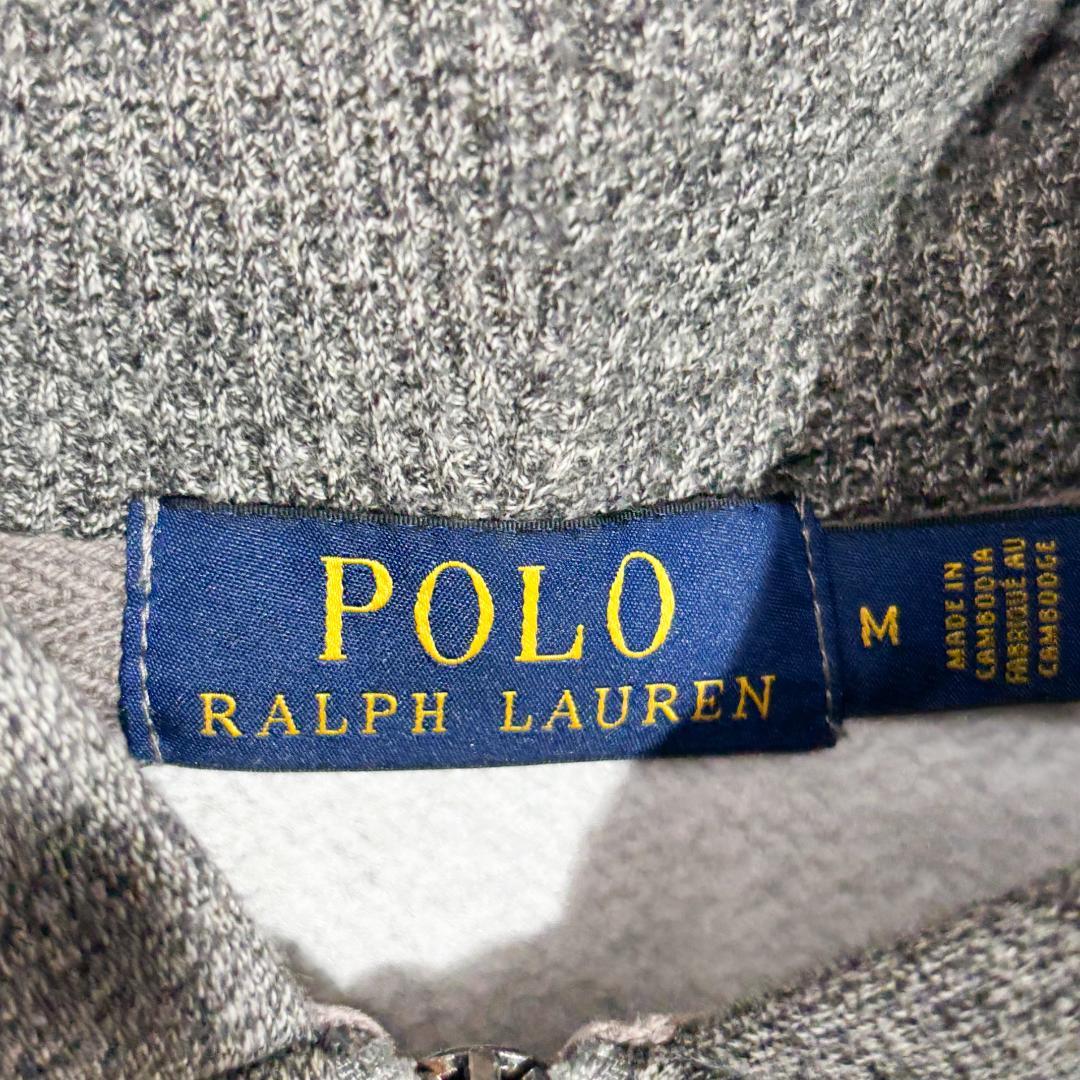 POLO
RALPH LAUREN
M
MADE IN
CAMBODIA
FABRIQUÉ AU
CAMBODGE